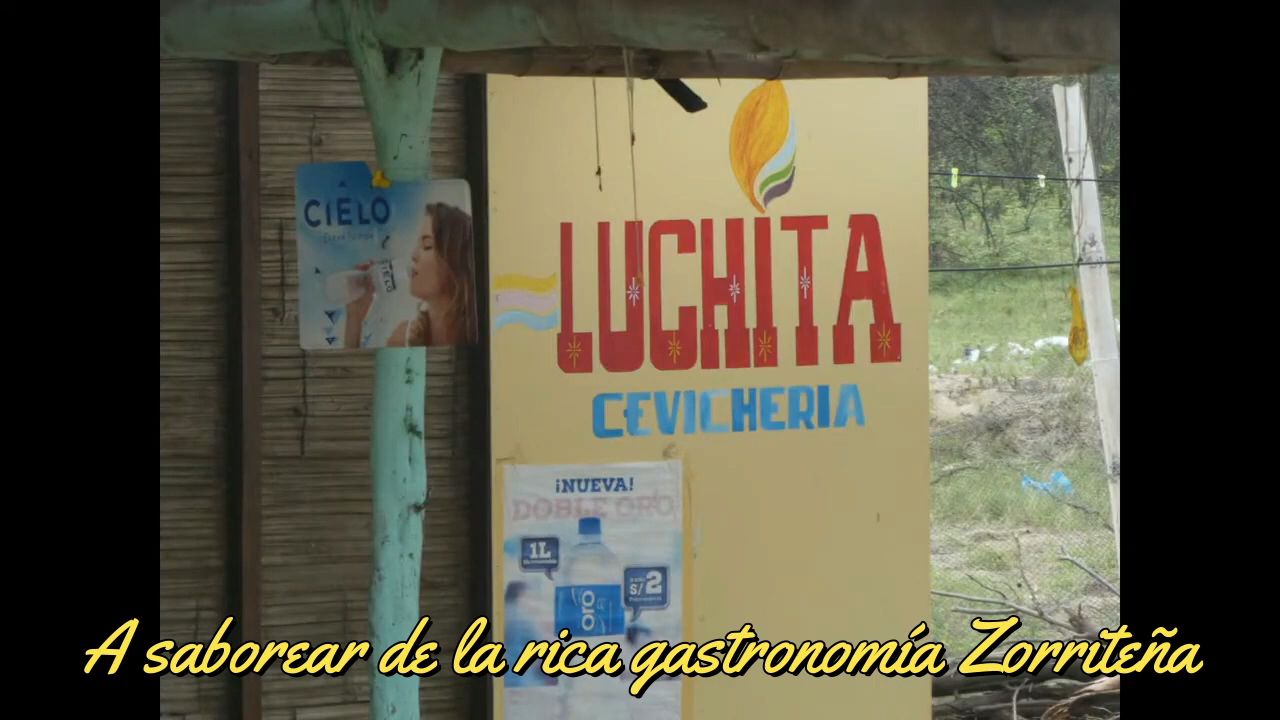 CIELO
LUCHITA
CEVICHERIA
¡NUEVA!
DOBLE ORO
1L
S/2
oro
A saborear de la rica gastronomía Zorriteña